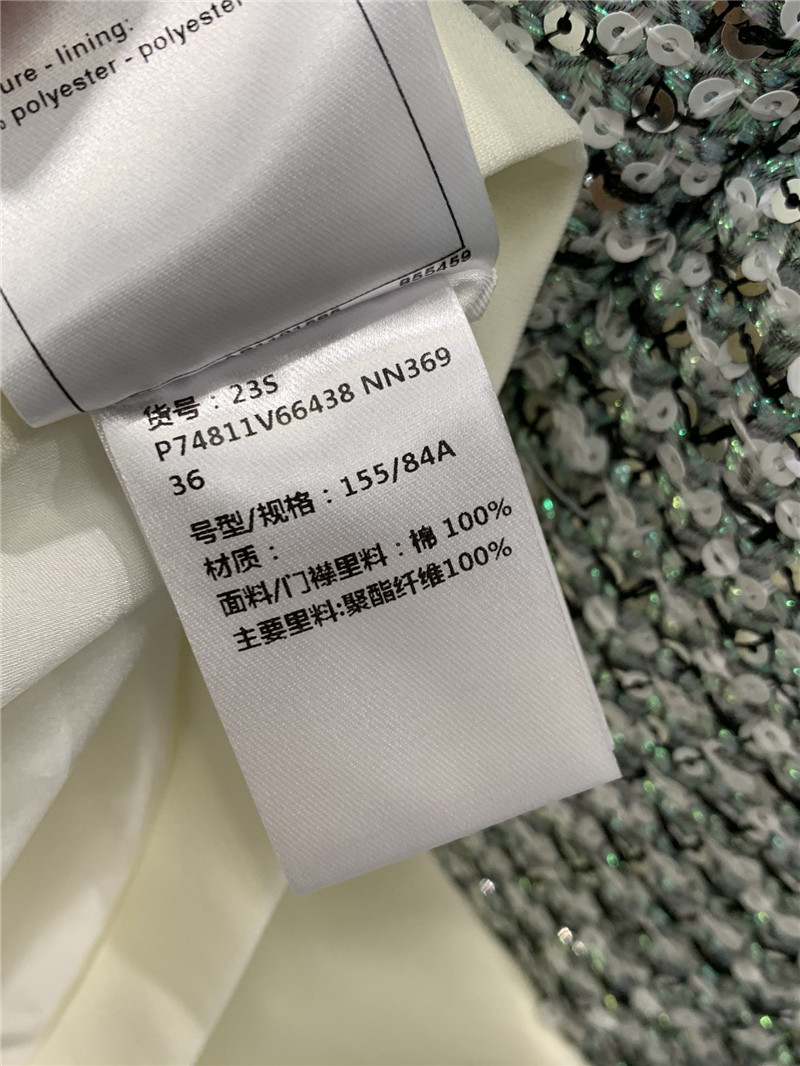 ure - lining:
% polyester - polyester
B55459
货号：23S
P74811V66438 NN369
36
号型/规格：155/84A
材质：
面料/门襟里料：棉 100%
主要里料:聚酯纤维100%